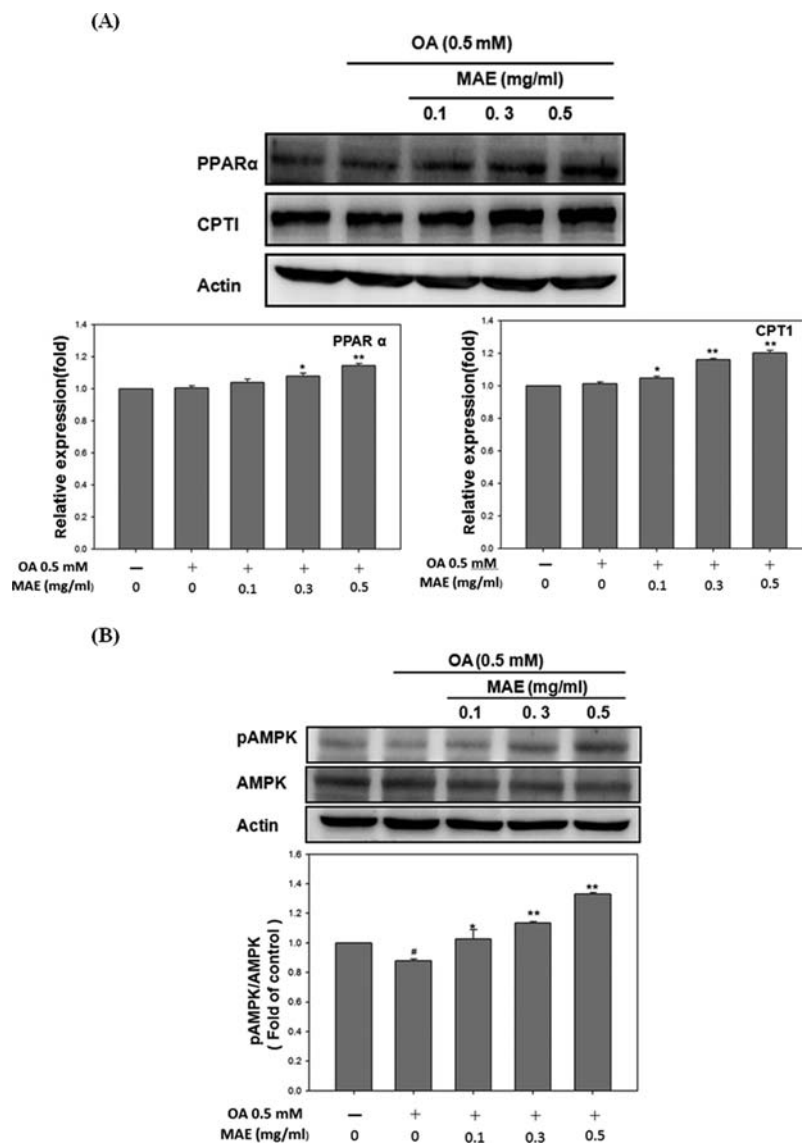 (A)
OA (0.5 mM)
MAE (mg/ml)
0.1 0. 3 0.5
PPARα
CPTI
Actin
PPAR α
Relative expression(fold)
1.4
1.2
1.0
0.8
0.6
0.4
0.2
0.0
* **
OA 0.5 mM — + + + +
MAE (mg/ml) 0 0 0.1 0.3 0.5
CPT1
Relative expression(fold)
1.4
1.2
1.0
0.8
0.6
0.4
0.2
0.0
* ** **
OA 0.5 mM — + + + +
MAE (mg/ml) 0 0 0.1 0.3 0.5
(B)
OA (0.5 mM)
MAE (mg/ml)
0.1 0. 3 0.5
pAMPK
AMPK
Actin
pAMPK/AMPK
( Fold of control )
1.6
1.4
1.2
1.0
0.8
0.6
0.4
0.2
0.0
# * ** **
OA 0.5 mM — + + + +
MAE (mg/ml) 0 0 0.1 0.3 0.5